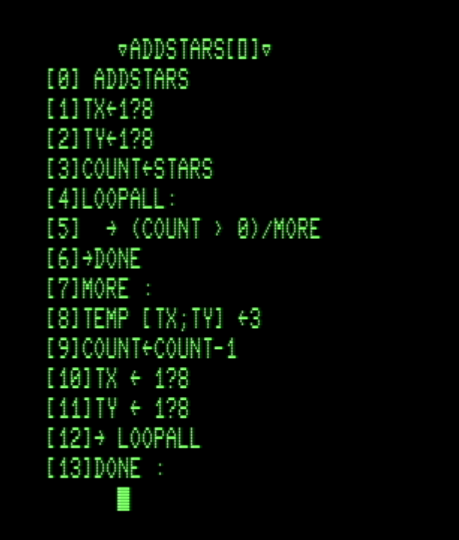 ∇ADDSTARS[⎕]∇
[0] ADDSTARS
[1]TX←1?8
[2]TY←1?8
[3]COUNT←STARS
[4]LOOPALL:
[5]  → (COUNT > 0)/MORE
[6]→DONE
[7]MORE :
[8]TEMP [TX;TY] ←3
[9]COUNT←COUNT-1
[10]TX ← 1?8
[11]TY ← 1?8
[12]→ LOOPALL
[13]DONE :